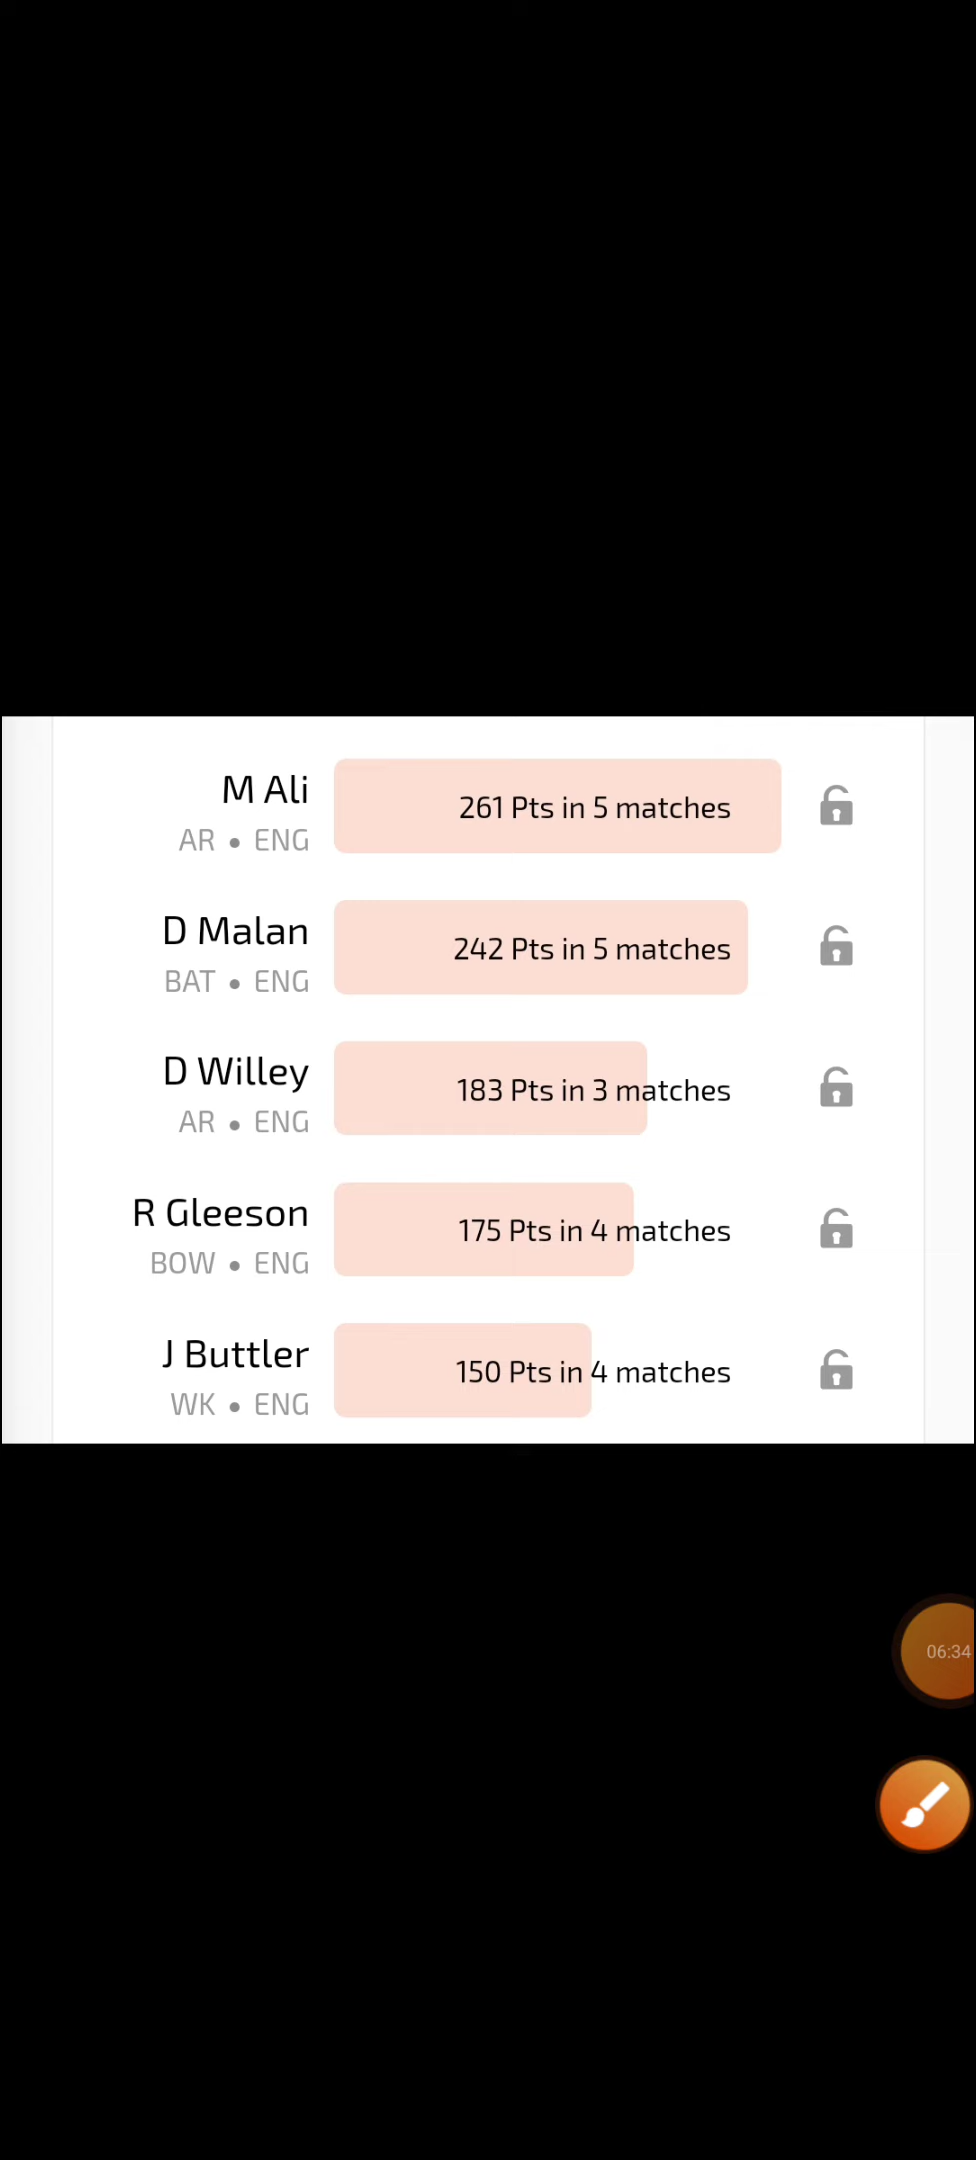 M Ali
261 Pts in 5 matches
AR • ENG
D Malan
242 Pts in 5 matches
BAT • ENG
D Willey
183 Pts in 3 matches
AR • ENG
R Gleeson
175 Pts in 4 matches
BOW • ENG
J Buttler
150 Pts in 4 matches
WK • ENG
06:34